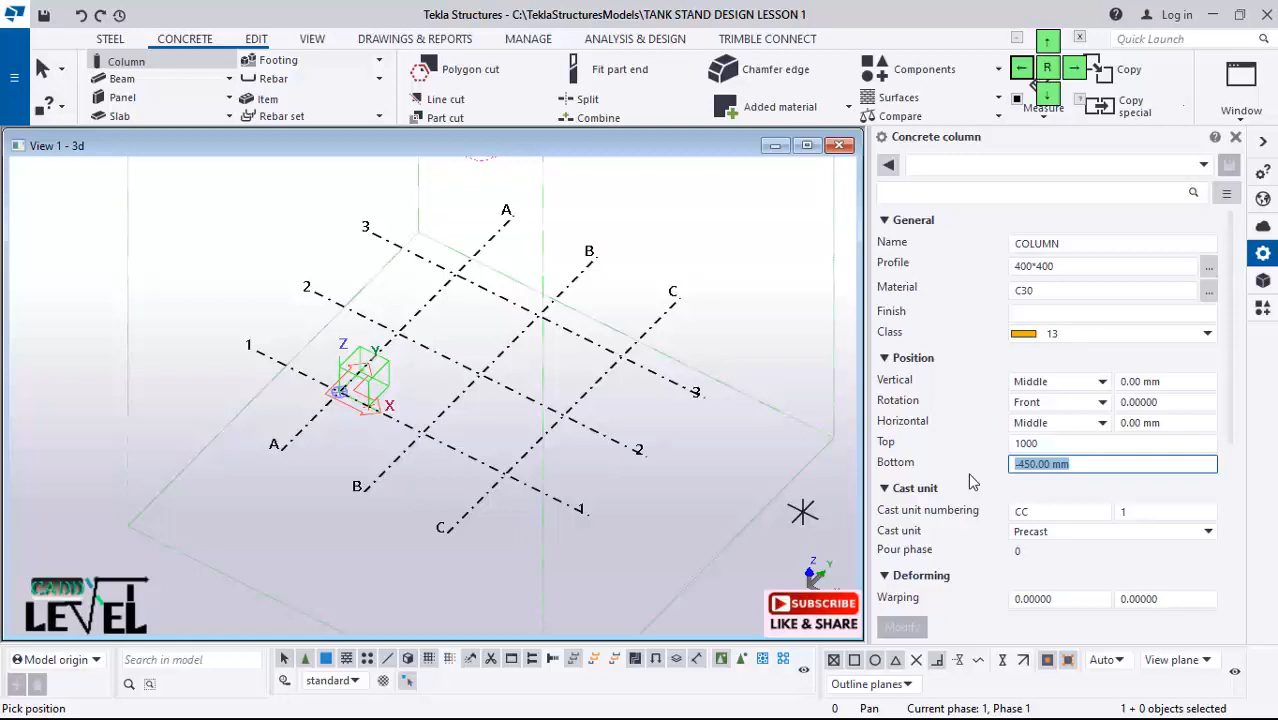 Tekla Structures - C:\TeklaStructuresModels\TANK STAND DESIGN LESSON 1
Log in
STEEL
CONCRETE
EDIT
VIEW
DRAWINGS & REPORTS
MANAGE
ANALYSIS & DESIGN
TRIMBLE CONNECT
Quick Launch
Column
Beam
Panel
Slab
Footing
Rebar
Item
Rebar set
Polygon cut
Line cut
Part cut
Fit part end
Split
Combine
Chamfer edge
Added material
Components
Surfaces
Compare
R
Measure
Copy
Copy special
Window
View 1 - 3d
A
B
C
3
2
1
Z
Y
X
A
B
C
3
2
1
Z
Y
CADD
LEVEL
SUBSCRIBE
LIKE & SHARE
Concrete column
General
Name COLUMN
Profile 400*400 ...
Material C30 ...
Finish
Class 13
Position
Vertical Middle 0.00 mm
Rotation Front 0.00000
Horizontal Middle 0.00 mm
Top 1000
Bottom -450.00 mm
Cast unit
Cast unit numbering CC 1
Cast unit Precast
Pour phase 0
Deforming
Warping 0.00000 0.00000
Modify
Model origin
Search in model
standard
Auto
View plane
Outline planes
Pick position
0 Pan Current phase: 1, Phase 1 1 + 0 objects selected